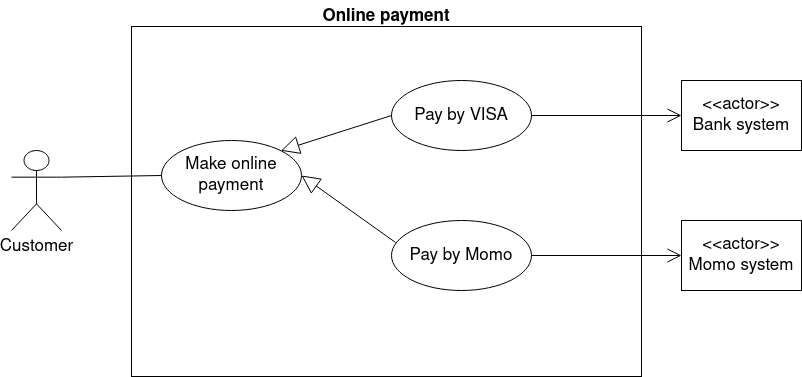 Online payment
Pay by VISA
<<actor>>
Bank system
Make online
payment
Customer
Pay by Momo
<<actor>>
Momo system